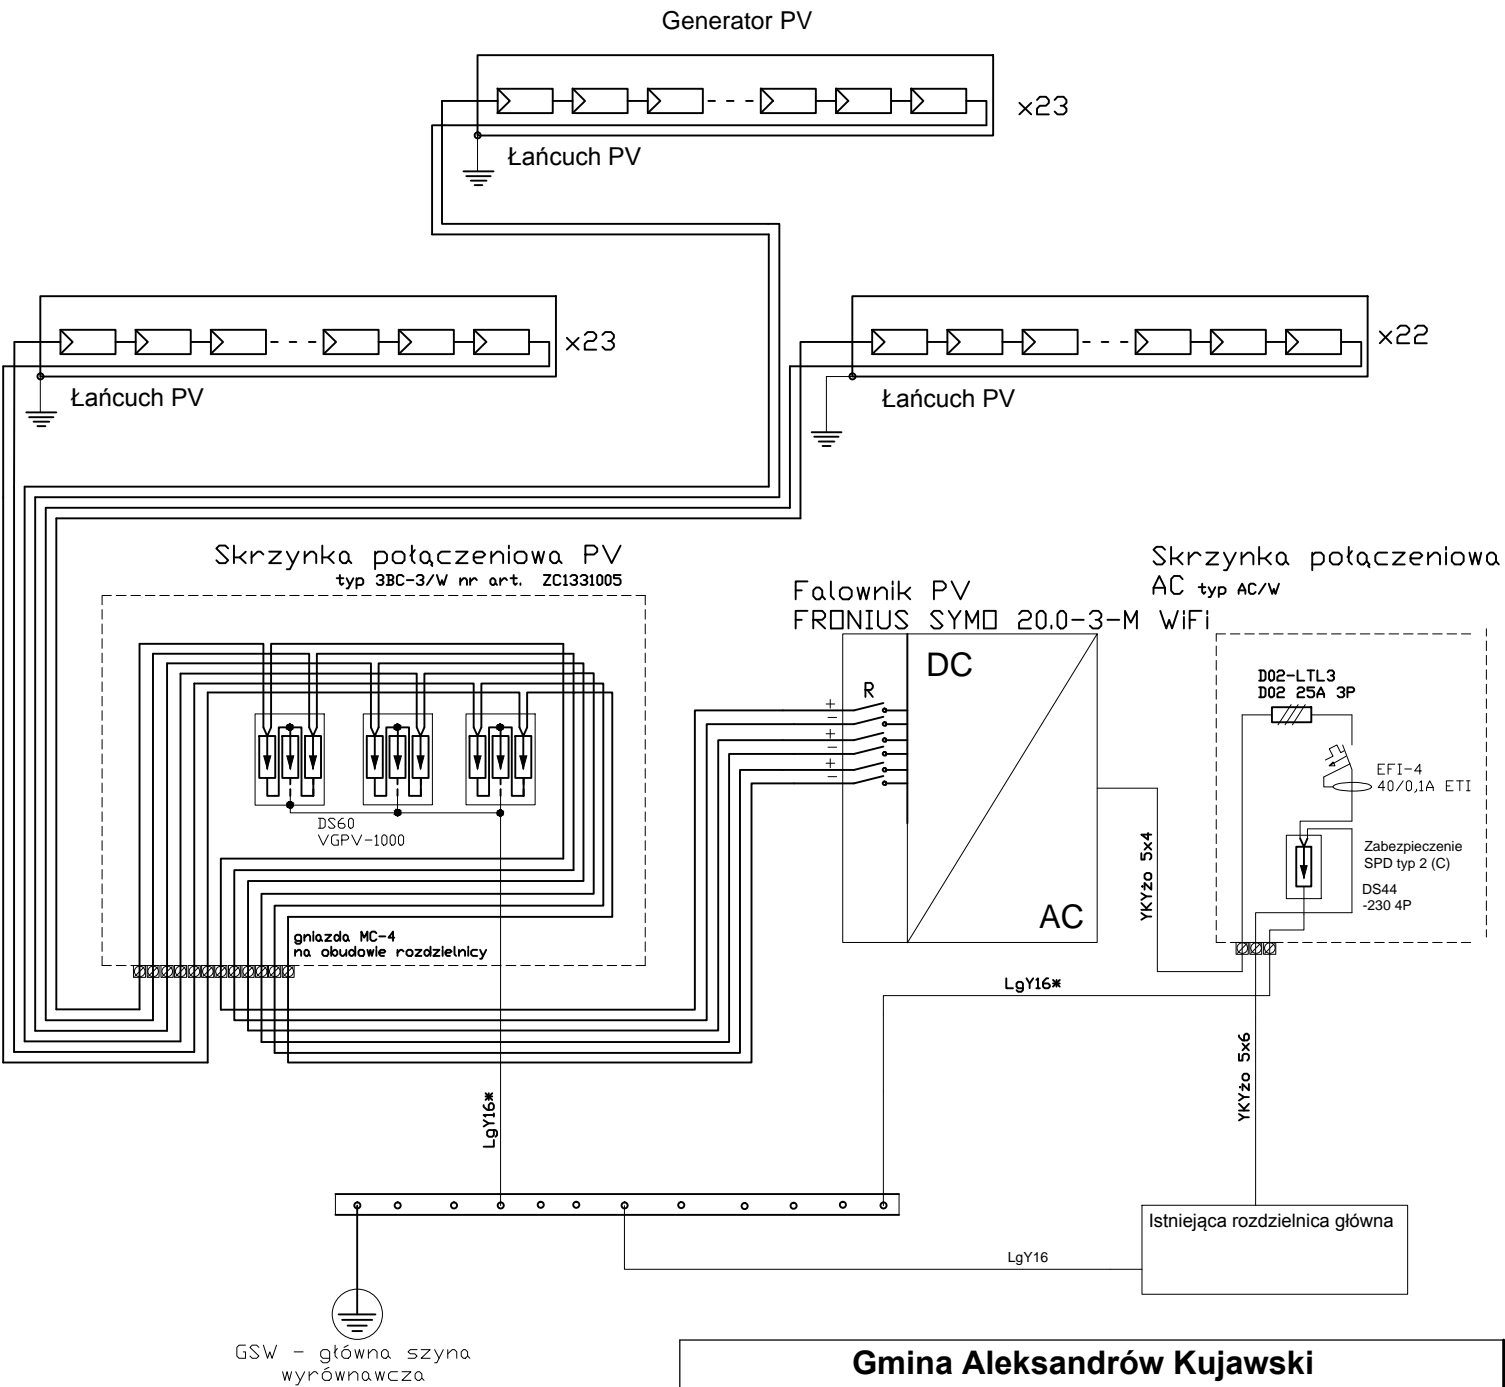 Generator PV
x23
Łańcuch PV
x23
Łańcuch PV
x22
Łańcuch PV
Skrzynka połączeniowa PV
typ 3BC-3/W nr art. ZC1331005
Falownik PV
FRONIUS SYMO 20.0-3-M WiFi
Skrzynka połączeniowa
AC typ AC/W
DC
R
+
-
+
-
+
-
AC
D02-LTL3
D02 25A 3P
EFI-4
40/0,1A ETI
Zabezpieczenie
SPD typ 2 (C)
DS44
-230 4P
DS60
VGPV-1000
gniazda MC-4
na obudowie rozdzielnicy
YKYżo 5x4
LgY16*
YKYżo 5x6
LgY16*
Istniejąca rozdzielnica główna
LgY16
GSW - główna szyna
wyrównawcza
Gmina Aleksandrów Kujawski